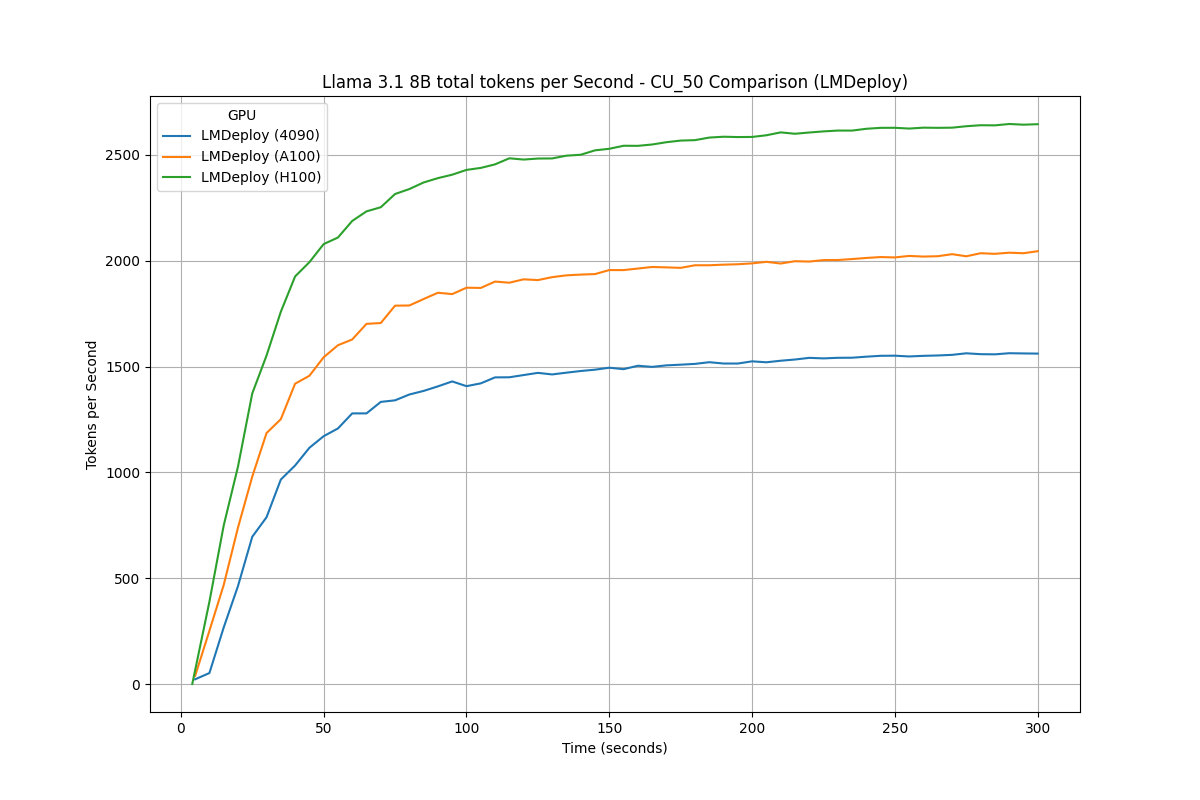 Llama 3.1 8B total tokens per Second - CU_50 Comparison (LMDeploy)
GPU
LMDeploy (4090)
LMDeploy (A100)
LMDeploy (H100)
Tokens per Second
2500
2000
1500
1000
500
0
0 50 100 150 200 250 300
Time (seconds)